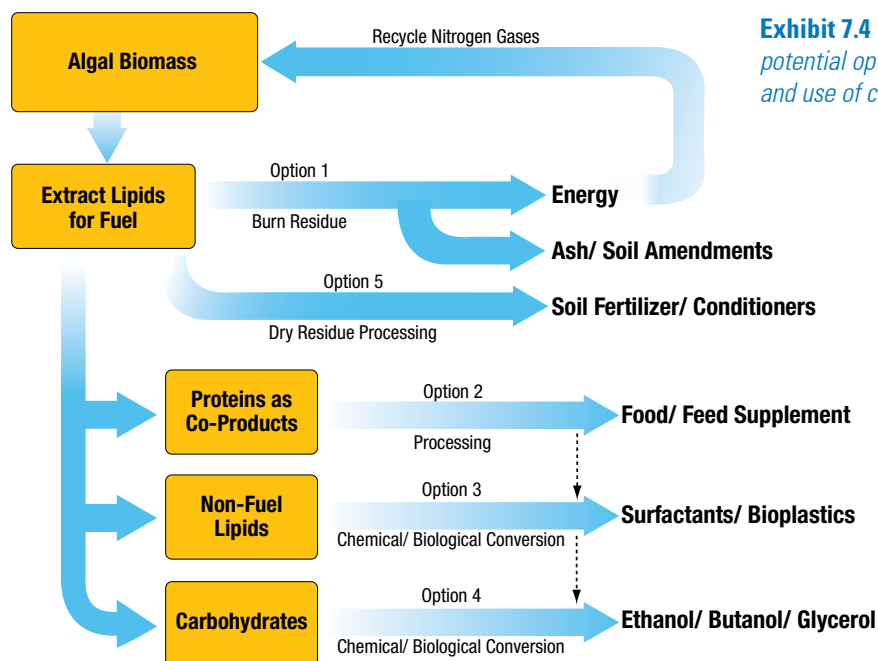 Recycle Nitrogen Gases
Exhibit 7.4
potential op
and use of c
Algal Biomass
Extract Lipids
for Fuel
Option 1
Burn Residue
Energy
Ash/ Soil Amendments
Option 5
Dry Residue Processing
Soil Fertilizer/ Conditioners
Proteins as
Co-Products
Option 2
Processing
Food/ Feed Supplement
Non-Fuel
Lipids
Option 3
Chemical/ Biological Conversion
Surfactants/ Bioplastics
Carbohydrates
Option 4
Chemical/ Biological Conversion
Ethanol/ Butanol/ Glycerol